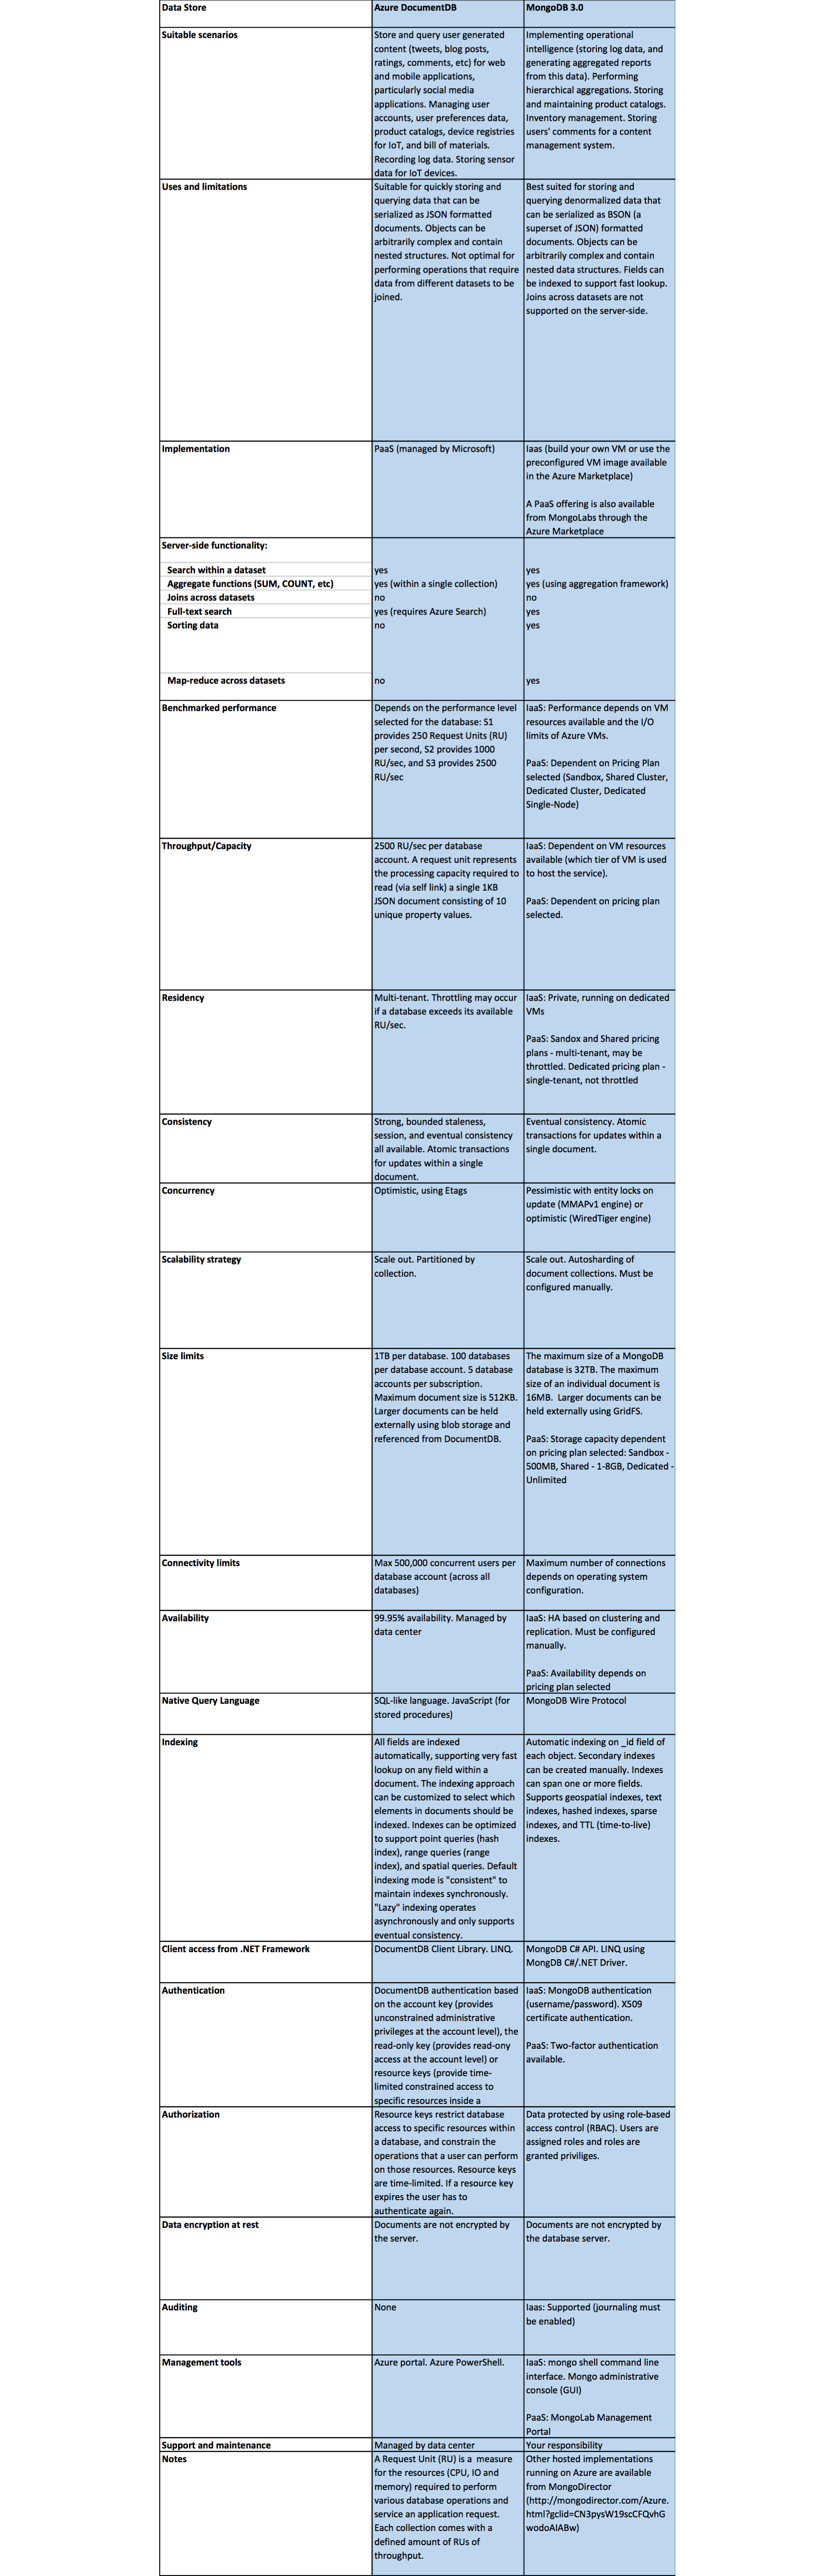 Data Store
Azure DocumentDB
MongoDB 3.0
Suitable scenarios
Store and query user generated
content (tweets, blog posts,
ratings, comments, etc) for web
and mobile applications,
particularly social media
applications. Managing user
accounts, user preferences data,
product catalogs, device registries
for IoT, and bill of materials.
Recording log data. Storing sensor
data for IoT devices.
Implementing operational
intelligence (storing log data, and
generating aggregated reports
from this data). Performing
hierarchical aggregations. Storing
and maintaining product catalogs.
Inventory management. Storing
users' comments for a content
management system.
Uses and limitations
Suitable for quickly storing and
querying data that can be
serialized as JSON formatted
documents. Objects can be
arbitrarily complex and contain
nested structures. Not optimal for
performing operations that require
data from different datasets to be
joined.
Best suited for storing and
querying denormalized data that
can be serialized as BSON (a
superset of JSON) formatted
documents. Objects can be
arbitrarily complex and contain
nested data structures. Fields can
be indexed to support fast lookup.
Joins across datasets are not
supported on the server-side.
Implementation
PaaS (managed by Microsoft)
Iaas (build your own VM or use the
preconfigured VM image available
in the Azure Marketplace)
A PaaS offering is also available
from MongoLabs through the
Azure Marketplace
Server-side functionality:
Search within a dataset
yes
yes
Aggregate functions (SUM, COUNT, etc)
yes (within a single collection)
yes (using aggregation framework)
Joins across datasets
no
no
Full-text search
yes (requires Azure Search)
yes
Sorting data
no
yes
Map-reduce across datasets
no
yes
Benchmarked performance
Depends on the performance level
selected for the database: S1
provides 250 Request Units (RU)
per second, S2 provides 1000
RU/sec, and S3 provides 2500
RU/sec
IaaS: Performance depends on VM
resources available and the I/O
limits of Azure VMs.
PaaS: Dependent on Pricing Plan
selected (Sandbox, Shared Cluster,
Dedicated Cluster, Dedicated
Single-Node)
Throughput/Capacity
2500 RU/sec per database
account. A request unit represents
the processing capacity required to
read (via self link) a single 1KB
JSON document consisting of 10
unique property values.
IaaS: Dependent on VM resources
available (which tier of VM is used
to host the service).
PaaS: Dependent on pricing plan
selected.
Residency
Multi-tenant. Throttling may occur
if a database exceeds its available
RU/sec.
IaaS: Private, running on dedicated
VMs
PaaS: Sandox and Shared pricing
plans - multi-tenant, may be
throttled. Dedicated pricing plan -
single-tenant, not throttled
Consistency
Strong, bounded staleness,
session, and eventual consistency
all available. Atomic transactions
for updates within a single
document.
Eventual consistency. Atomic
transactions for updates within a
single document.
Concurrency
Optimistic, using Etags
Pessimistic with entity locks on
update (MMAPv1 engine) or
optimistic (WiredTiger engine)
Scalability strategy
Scale out. Partitioned by
collection.
Scale out. Autosharding of
document collections. Must be
configured manually.
Size limits
1TB per database. 100 databases
per database account. 5 database
accounts per subscription.
Maximum document size is 512KB.
Larger documents can be held
externally using blob storage and
referenced from DocumentDB.
The maximum size of a MongoDB
database is 32TB. The maximum
size of an individual document is
16MB.  Larger documents can be
held externally using GridFS.
PaaS: Storage capacity dependent
on pricing plan selected: Sandbox -
500MB, Shared - 1-8GB, Dedicated -
Unlimited
Connectivity limits
Max 500,000 concurrent users per
database account (across all
databases)
Maximum number of connections
depends on operating system
configuration.
Availability
99.95% availability. Managed by
data center
IaaS: HA based on clustering and
replication. Must be configured
manually.
PaaS: Availability depends on
pricing plan selected
Native Query Language
SQL-like language. JavaScript (for
stored procedures)
MongoDB Wire Protocol
Indexing
All fields are indexed
automatically, supporting very fast
lookup on any field within a
document. The indexing approach
can be customized to select which
elements in documents should be
indexed. Indexes can be optimized
to support point queries (hash
index), range queries (range
index), and spatial queries. Default
indexing mode is "consistent" to
maintain indexes synchronously.
"Lazy" indexing operates
asynchronously and only supports
eventual consistency.
Automatic indexing on _id field of
each object. Secondary indexes
can be created manually. Indexes
can span one or more fields.
Supports geospatial indexes, text
indexes, hashed indexes, sparse
indexes, and TTL (time-to-live)
indexes.
Client access from .NET Framework
DocumentDB Client Library. LINQ.
MongoDB C# API. LINQ using
MongDB C#/.NET Driver.
Authentication
DocumentDB authentication based
on the account key (provides
unconstrained administrative
privileges at the account level), the
read-only key (provides read-ony
access at the account level) or
resource keys (provide time-
limited constrained access to
specific resources inside a
IaaS: MongoDB authentication
(username/password). X509
certificate authentication.
PaaS: Two-factor authentication
available.
Authorization
Resource keys restrict database
access to specific resources within
a database, and constrain the
operations that a user can perform
on those resources. Resource keys
are time-limited. If a resource key
expires the user has to
authenticate again.
Data protected by using role-based
access control (RBAC). Users are
assigned roles and roles are
granted priviliges.
Data encryption at rest
Documents are not encrypted by
the server.
Documents are not encrypted by
the database server.
Auditing
None
Iaas: Supported (journaling must
be enabled)
Management tools
Azure portal. Azure PowerShell.
IaaS: mongo shell command line
interface. Mongo administrative
console (GUI)
PaaS: MongoLab Management
Portal
Support and maintenance
Managed by data center
Your responsibility
Notes
A Request Unit (RU) is a  measure
for the resources (CPU, IO and
memory) required to perform
various database operations and
service an application request.
Each collection comes with a
defined amount of RUs of
throughput.
Other hosted implementations
running on Azure are available
from MongoDirector
(http://mongodirector.com/Azure.
html?gclid=CN3pysW19scCFQvhG
wodoAIABw)